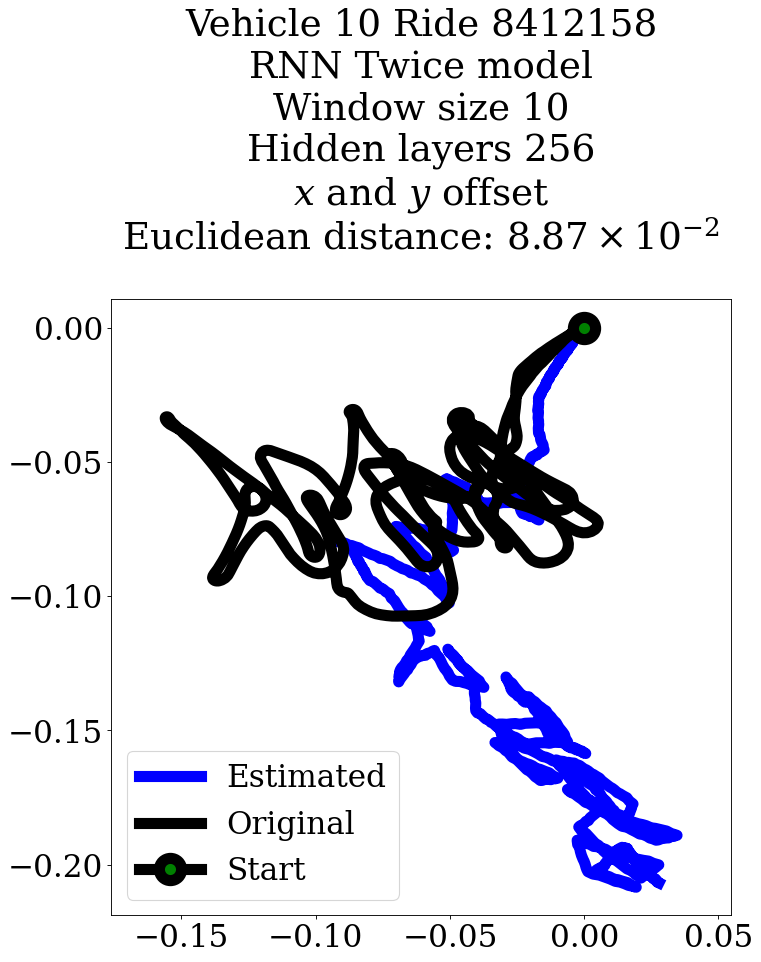 Vehicle 10 Ride 8412158
RNN Twice model
Window size 10
Hidden layers 256
x and y offset
Euclidean distance: 8.87 × 10⁻²
0.00
−0.05
−0.10
−0.15
−0.20
Estimated
Original
Start
−0.15 −0.10 −0.05 0.00 0.05